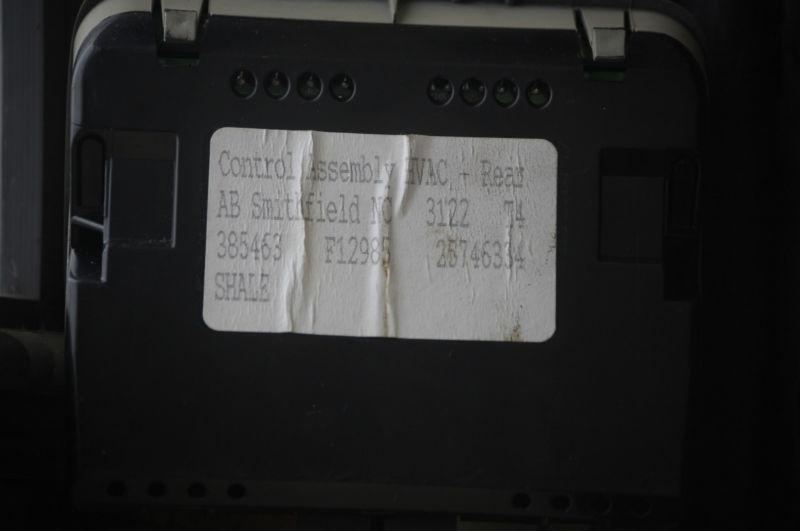 Control Assembly HVAC - Rear
AB Smithfield NC 3122 T4
385463 F12985 25746334
SHALE